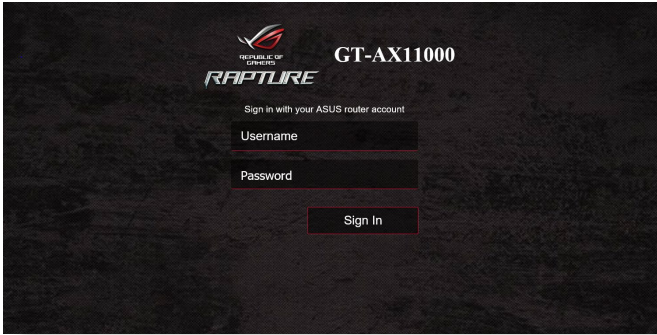 REPUBLIC OF
GAMERS
RAPTURE
GT-AX11000
Sign in with your ASUS router account
Username
Password
Sign In